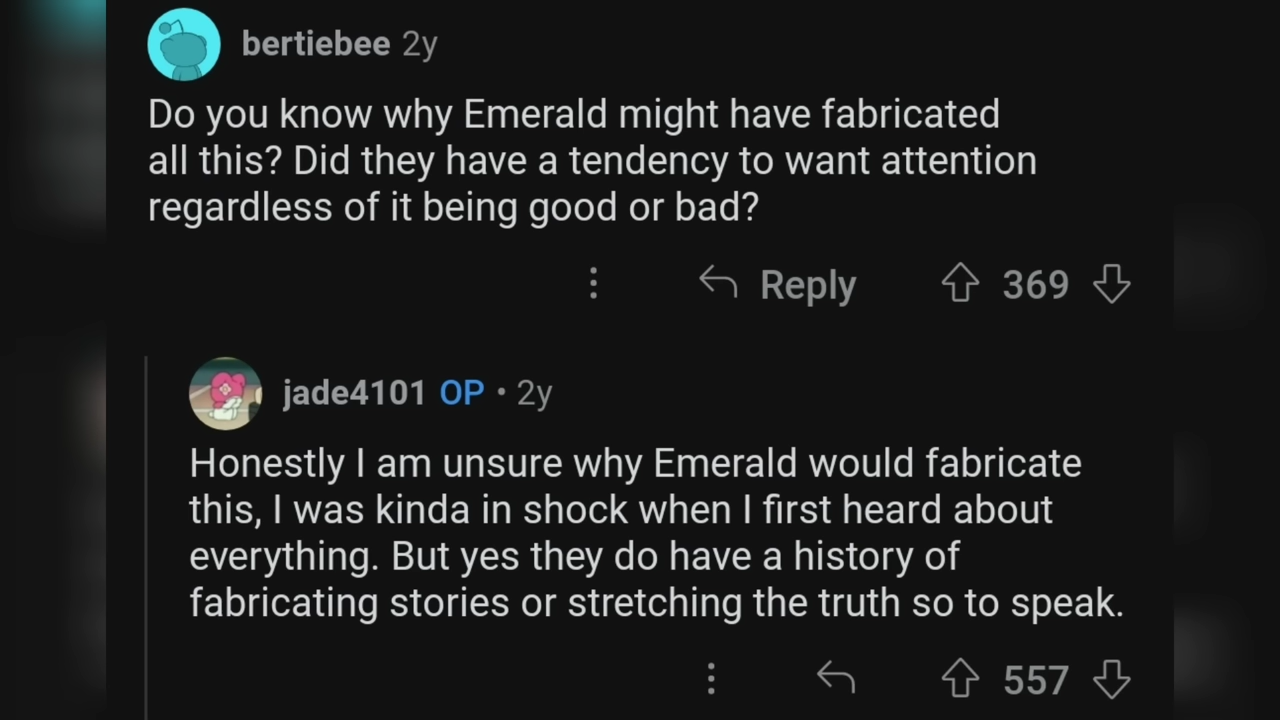 bertiebee 2y
Do you know why Emerald might have fabricated
all this? Did they have a tendency to want attention
regardless of it being good or bad?
Reply 369
jade4101 OP • 2y
Honestly I am unsure why Emerald would fabricate
this, I was kinda in shock when I first heard about
everything. But yes they do have a history of
fabricating stories or stretching the truth so to speak.
557